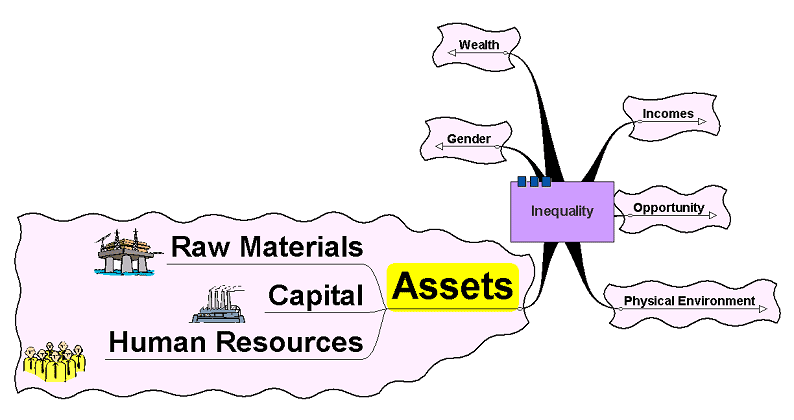 Wealth
Incomes
Gender
Inequality
Opportunity
Raw Materials
Capital
Assets
Human Resources
Physical Environment